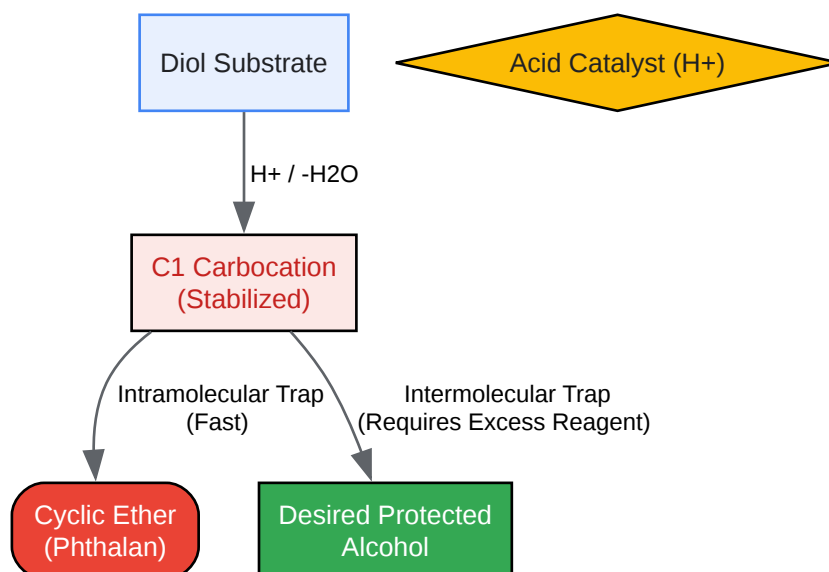 Diol Substrate
Acid Catalyst (H+)
H+ / -H2O
C1 Carbocation
(Stabilized)
Intramolecular Trap
(Fast)
Intermolecular Trap
(Requires Excess Reagent)
Cyclic Ether
(Phthalan)
Desired Protected
Alcohol